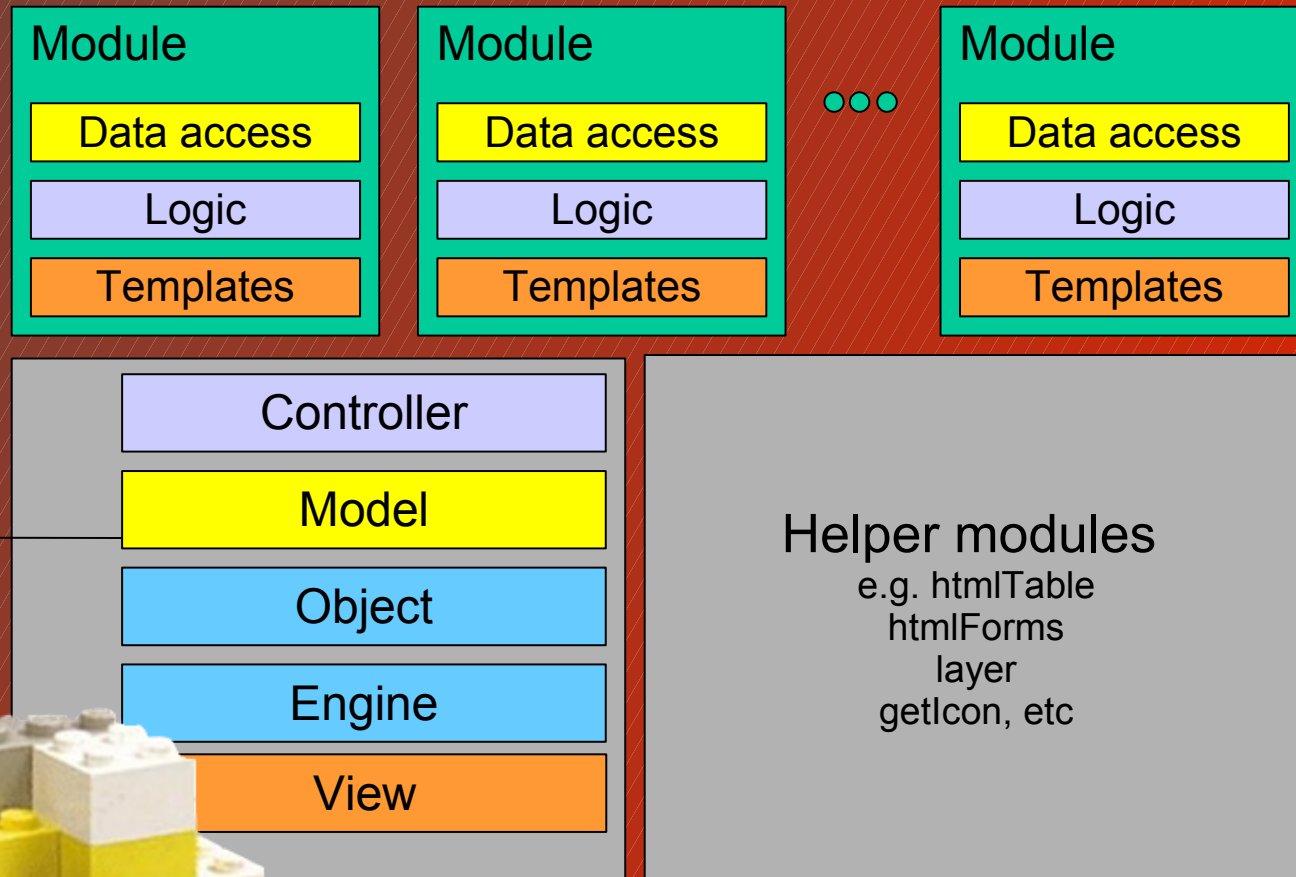 Module
Data access
Logic
Templates
Module
Data access
Logic
Templates
Module
Data access
Logic
Templates
Controller
Model
Object
Engine
View
Helper modules
e.g. htmlTable
htmlForms
layer
getIcon, etc